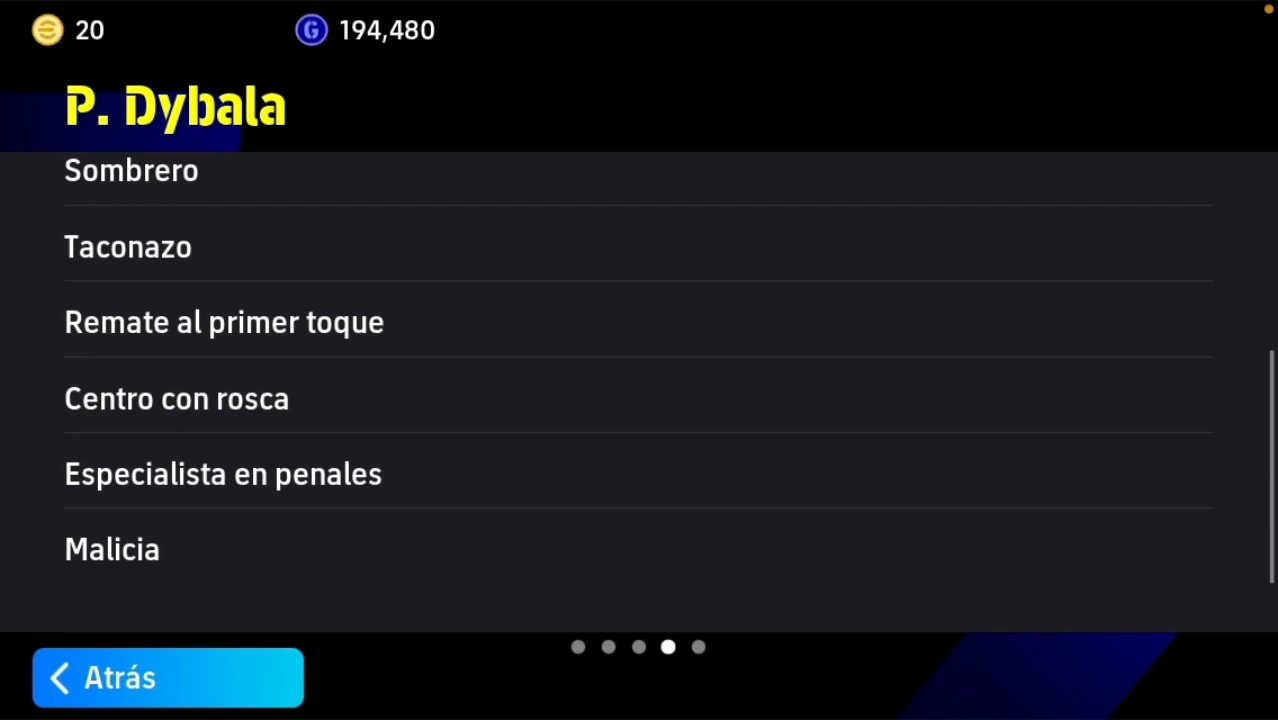 20
G 194,480
P. Dybala
Sombrero
Taconazo
Remate al primer toque
Centro con rosca
Especialista en penales
Malicia
Atrás